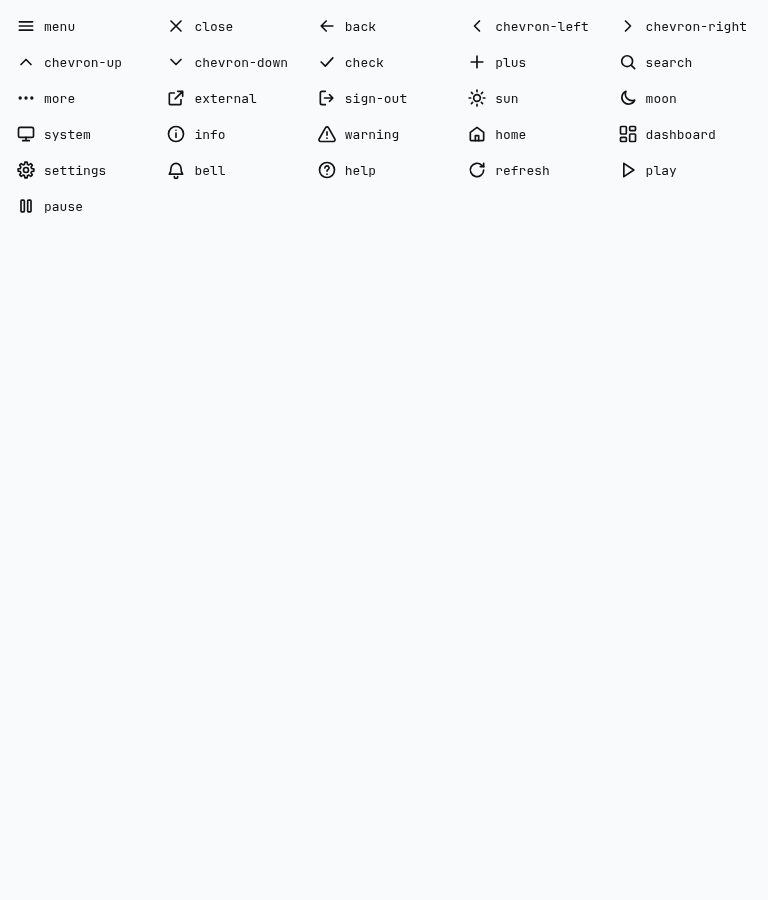 menu close back chevron-left chevron-right
chevron-up chevron-down check plus search
more external sign-out sun moon
system info warning home dashboard
settings bell help refresh play
pause